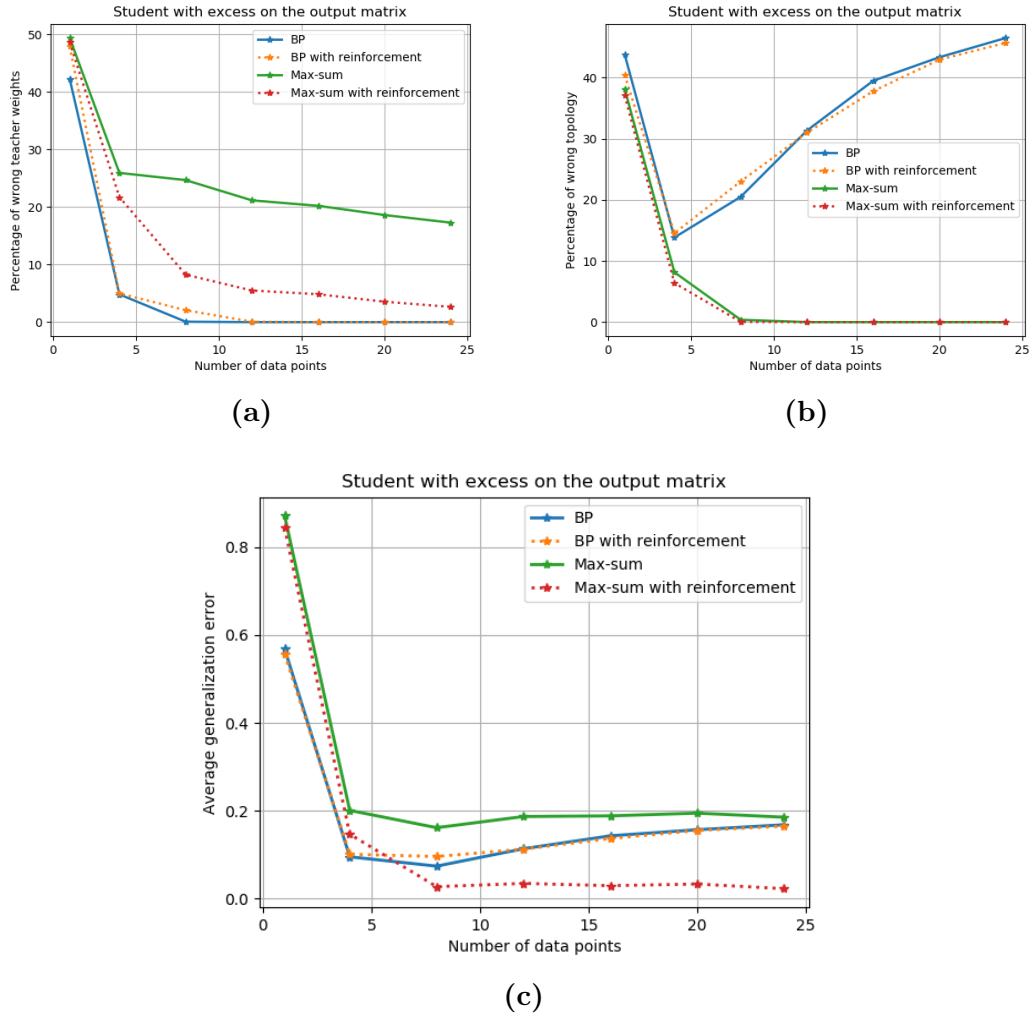 Student with excess on the output matrix
Percentage of wrong teacher weights
50
40
30
20
10
0
BP
BP with reinforcement
Max-sum
Max-sum with reinforcement
0 5 10 15 20 25
Number of data points
(a)
Student with excess on the output matrix
Percentage of wrong topology
40
30
20
10
0
BP
BP with reinforcement
Max-sum
Max-sum with reinforcement
0 5 10 15 20 25
Number of data points
(b)
Student with excess on the output matrix
Average generalization error
0.8
0.6
0.4
0.2
0.0
BP
BP with reinforcement
Max-sum
Max-sum with reinforcement
0 5 10 15 20 25
Number of data points
(c)